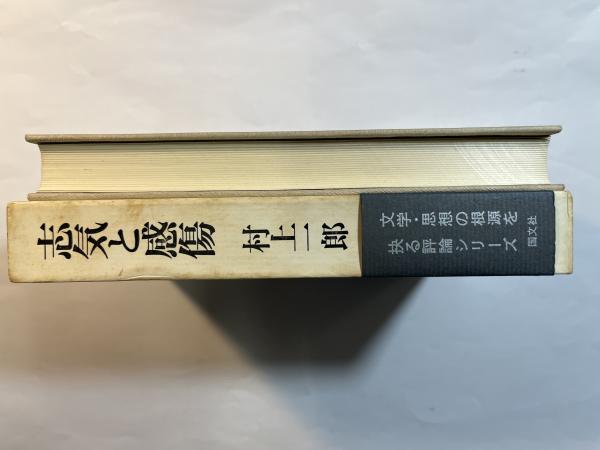 志気と感傷
村上一郎
文学・思想の根源を
抉る評論シリーズ
国文社